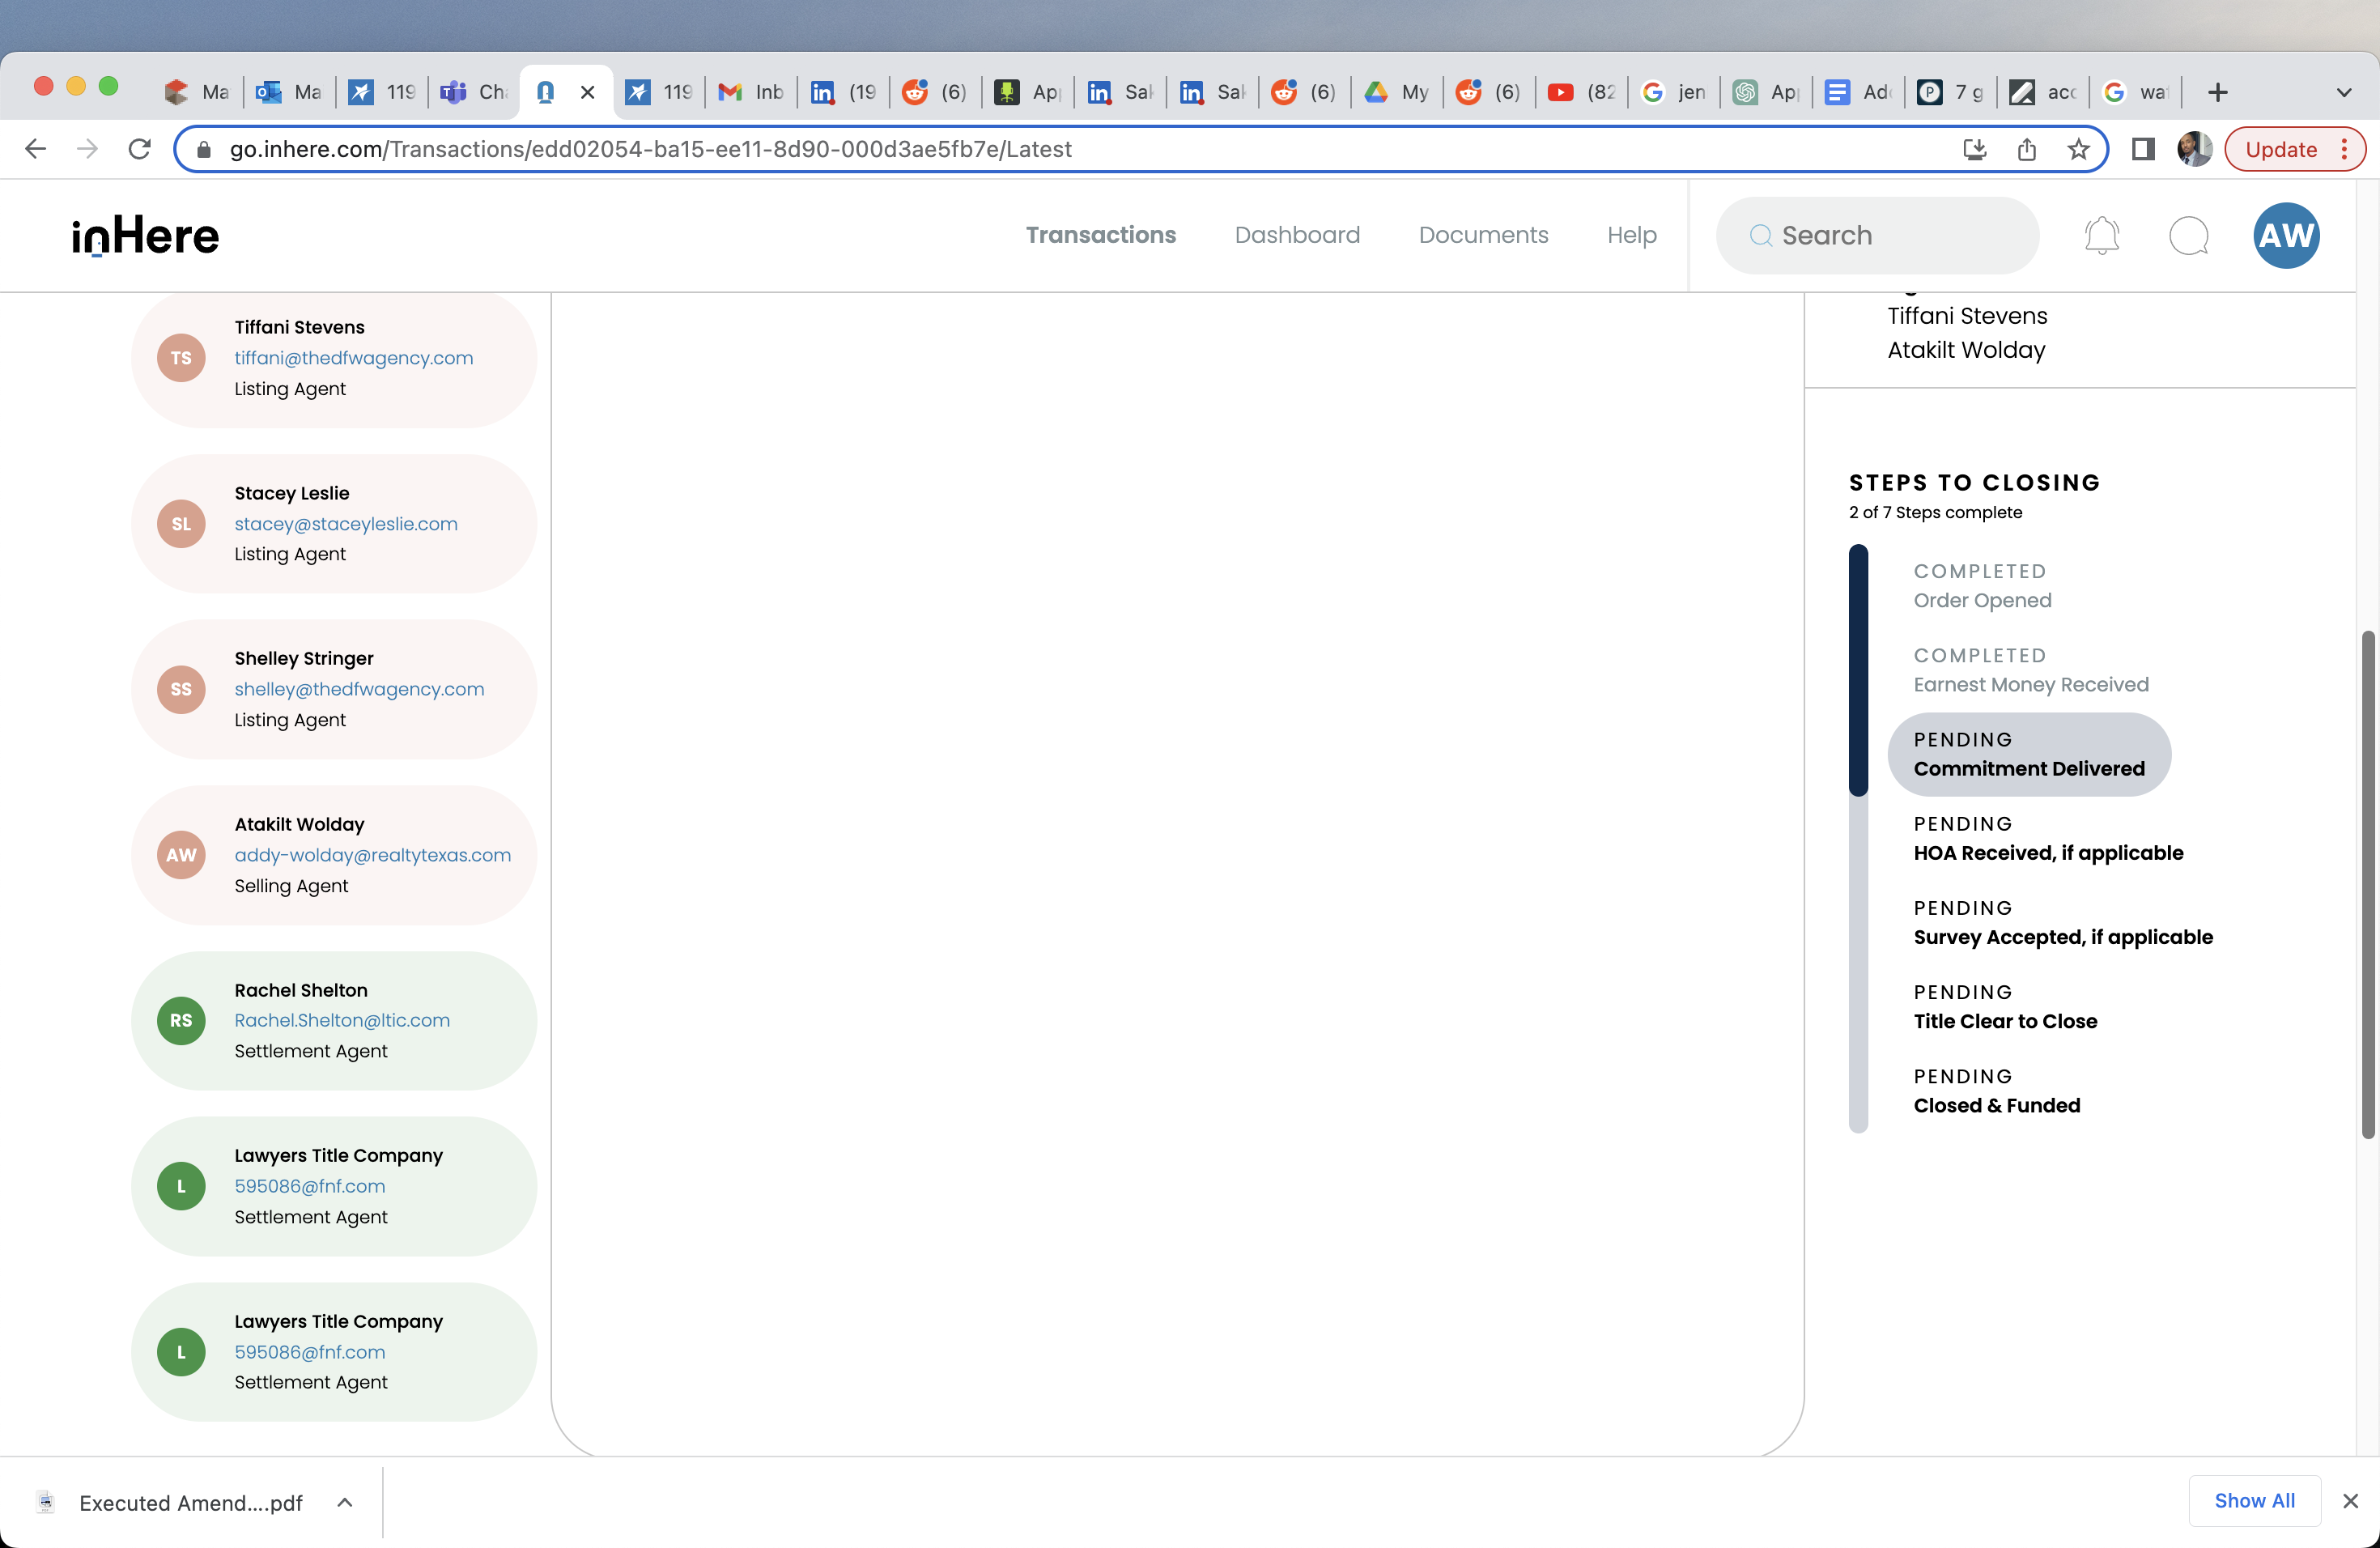 Ma
Ma
119
Ch
119
Inb
(19
(6)
Ap
Sal
Sal
(6)
My
(6)
(82
jen
Ap
Ad
7 g
acc
wa
go.inhere.com/Transactions/edd02054-ba15-ee11-8d90-000d3ae5fb7e/Latest
Update
inHere
Transactions
Dashboard
Documents
Help
Search
AW
TS
Tiffani Stevens
tiffani@thedfwagency.com
Listing Agent
SL
Stacey Leslie
stacey@staceyleslie.com
Listing Agent
SS
Shelley Stringer
shelley@thedfwagency.com
Listing Agent
AW
Atakilt Wolday
addy-wolday@realtytexas.com
Selling Agent
RS
Rachel Shelton
Rachel.Shelton@ltic.com
Settlement Agent
L
Lawyers Title Company
595086@fnf.com
Settlement Agent
L
Lawyers Title Company
595086@fnf.com
Settlement Agent
Tiffani Stevens
Atakilt Wolday
STEPS TO CLOSING
2 of 7 Steps complete
COMPLETED
Order Opened
COMPLETED
Earnest Money Received
PENDING
Commitment Delivered
PENDING
HOA Received, if applicable
PENDING
Survey Accepted, if applicable
PENDING
Title Clear to Close
PENDING
Closed & Funded
Executed Amend....pdf
Show All